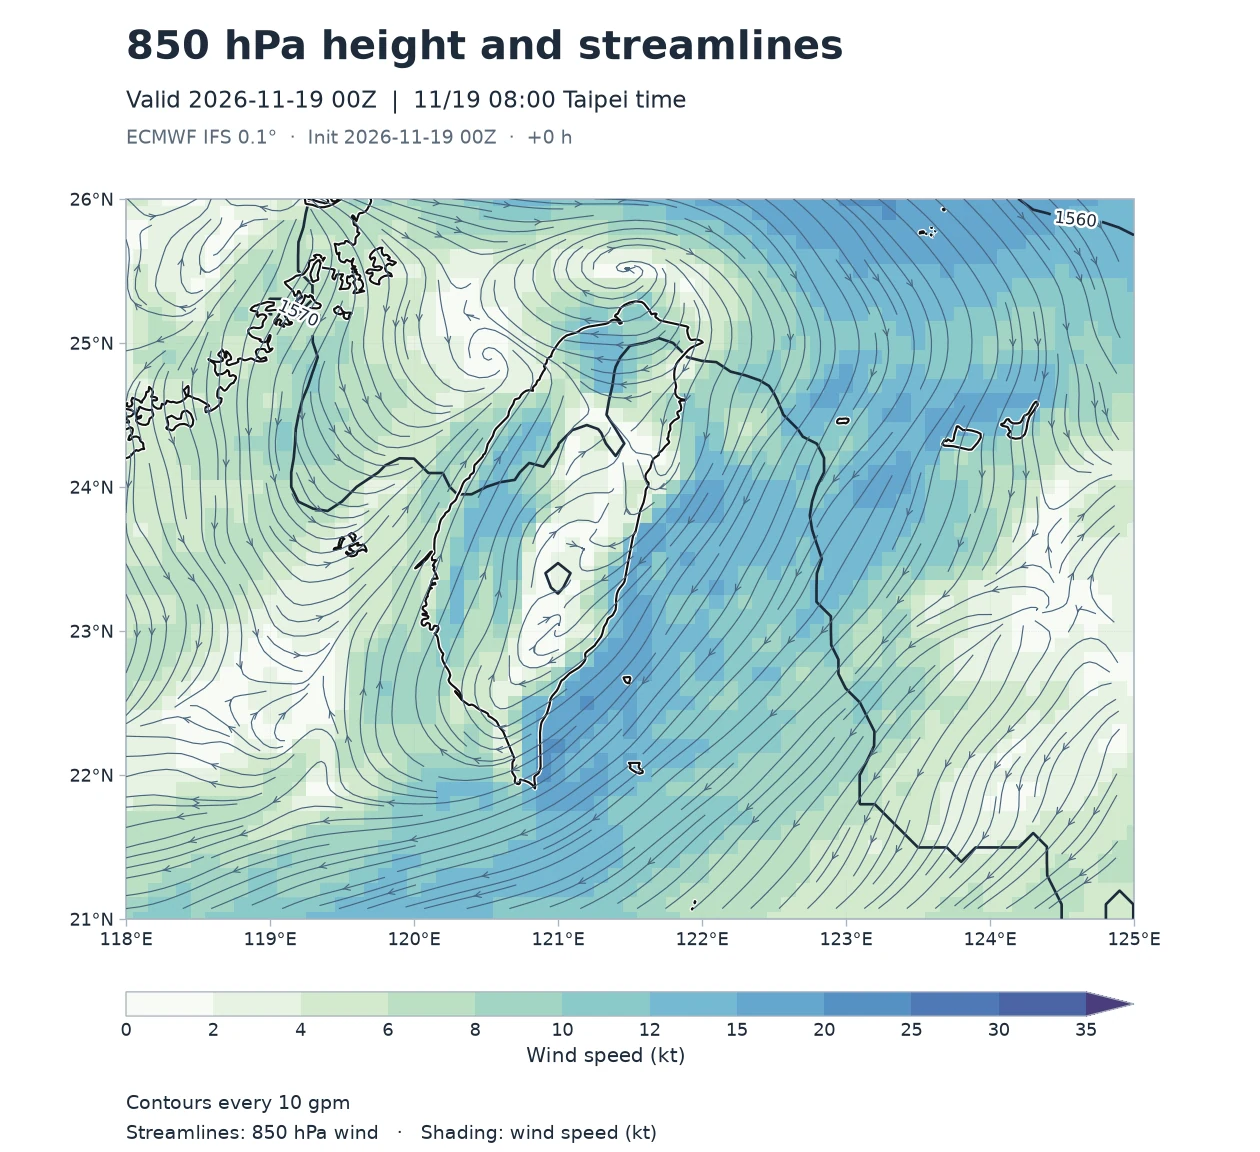 850 hPa height and streamlines
Valid 2026-11-19 00Z | 11/19 08:00 Taipei time
ECMWF IFS 0.1° · Init 2026-11-19 00Z · +0 h
26°N
1560
1570
25°N
24°N
23°N
22°N
21°N
118°E 119°E 120°E 121°E 122°E 123°E 124°E 125°E
0 2 4 6 8 10 12 15 20 25 30 35
Wind speed (kt)
Contours every 10 gpm
Streamlines: 850 hPa wind · Shading: wind speed (kt)